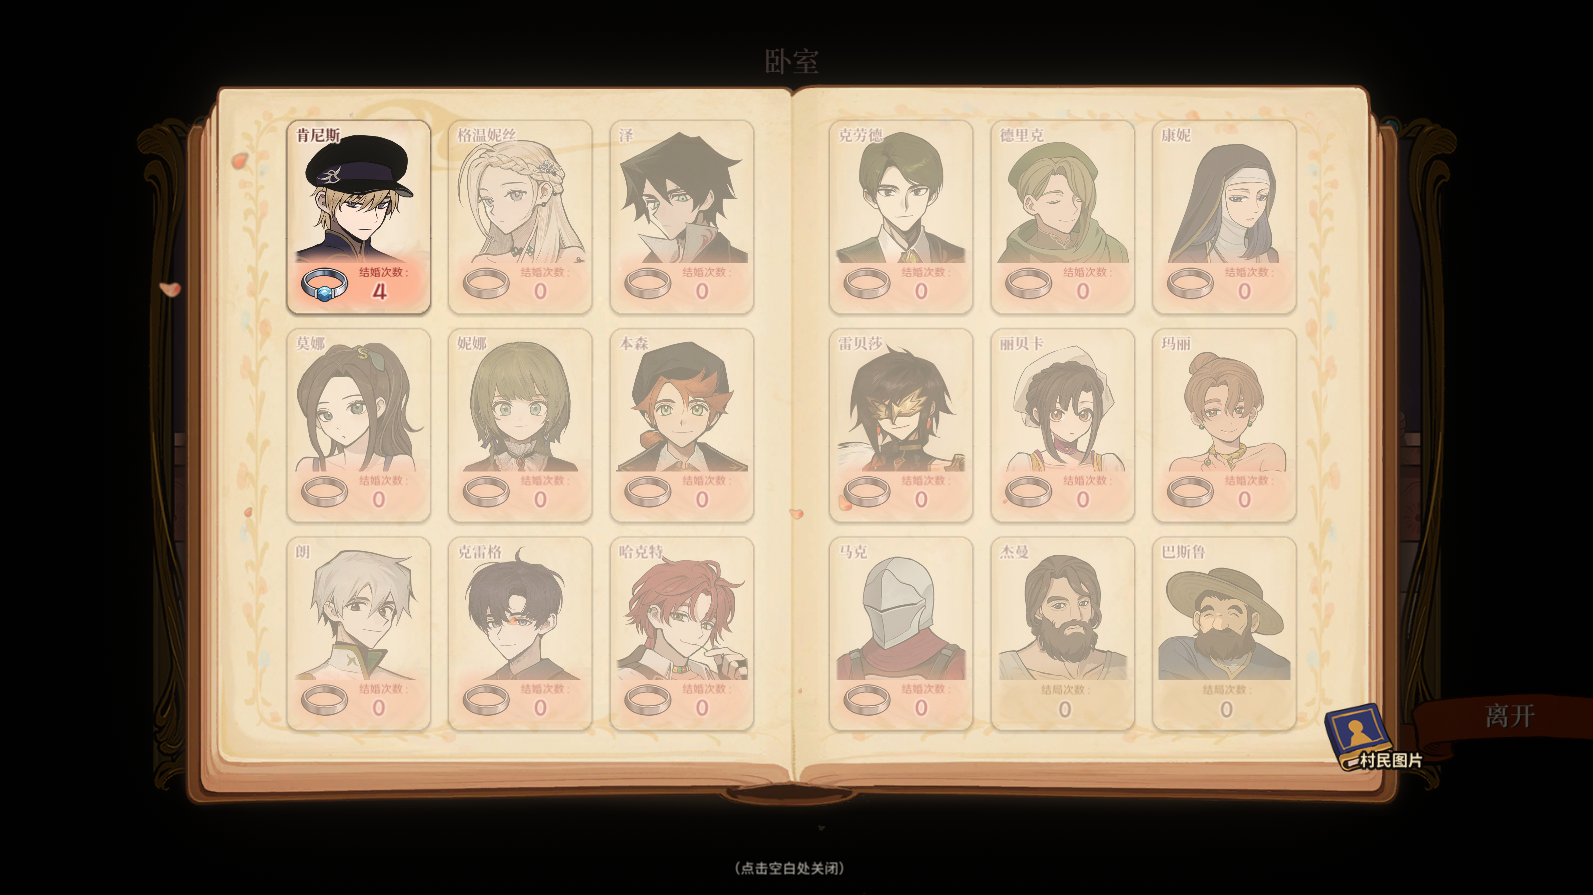 卧室
肯尼斯
结婚次数：
4
格温妮丝
结婚次数：
0
泽
结婚次数：
0
克劳德
结婚次数：
0
德里克
结婚次数：
0
康妮
结婚次数：
0
莫娜
结婚次数：
0
妮娜
结婚次数：
0
本森
结婚次数：
0
雷贝莎
结婚次数：
0
丽贝卡
结婚次数：
0
玛丽
结婚次数：
0
朗
结婚次数：
0
克雷格
结婚次数：
0
哈克特
结婚次数：
0
马克
结婚次数：
0
杰曼
结局次数：
0
巴斯鲁
结局次数：
0
离开
村民图片
（点击空白处关闭）